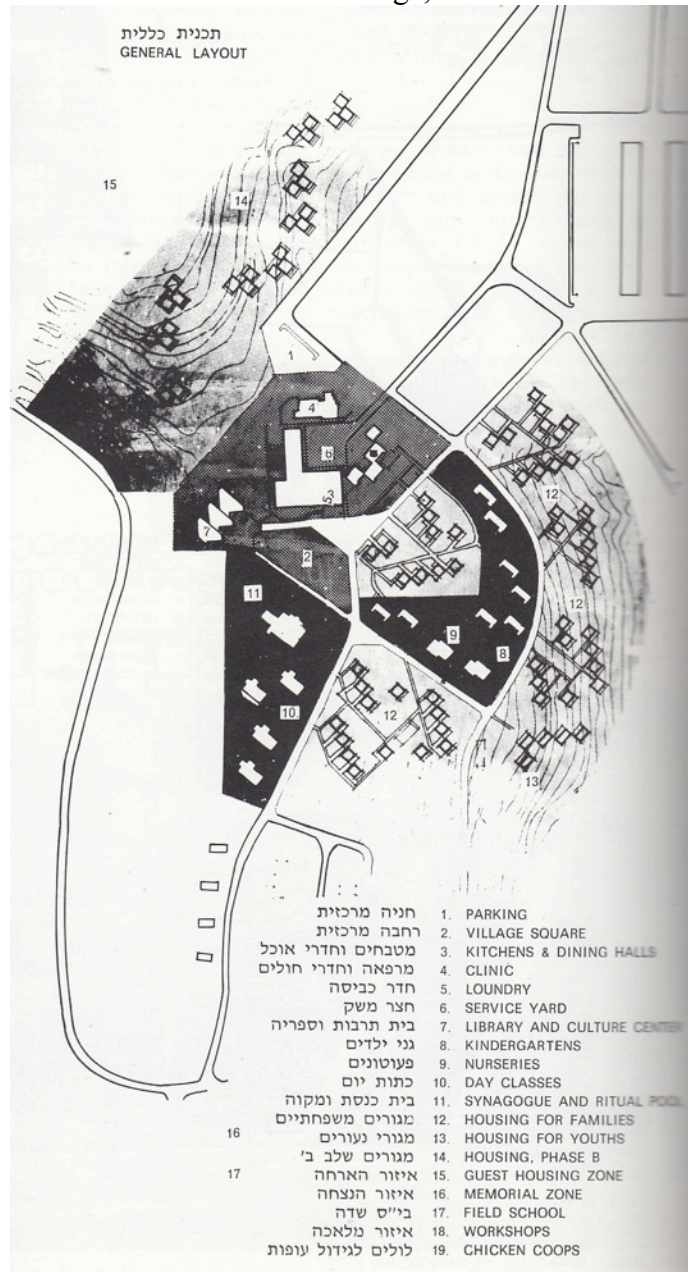 תכנית כללית
GENERAL LAYOUT
15
14
1
4
6
5
3
7
2
12
11
12
9
8
10
12
13
חניה מרכזית 1. PARKING
רחבה מרכזית 2. VILLAGE SQUARE
מטבחים וחדרי אוכל 3. KITCHENS & DINING HALLS
מרפאה וחדרי חולים 4. CLINIC
חדר כביסה 5. LOUNDRY
חצר משק 6. SERVICE YARD
בית תרבות וספריה 7. LIBRARY AND CULTURE CENTER
גני ילדים 8. KINDERGARTENS
פעוטונים 9. NURSERIES
כתות יום 10. DAY CLASSES
בית כנסת ומקוה 11. SYNAGOGUE AND RITUAL POOL
מגורים משפחתיים 12. HOUSING FOR FAMILIES
16 מגורי נעורים 13. HOUSING FOR YOUTHS
מגורים שלב ב' 14. HOUSING, PHASE B
17 איזור הארחה 15. GUEST HOUSING ZONE
איזור הנצחה 16. MEMORIAL ZONE
בי"ס שדה 17. FIELD SCHOOL
איזור מלאכה 18. WORKSHOPS
לולים לגידול עופות 19. CHICKEN COOPS